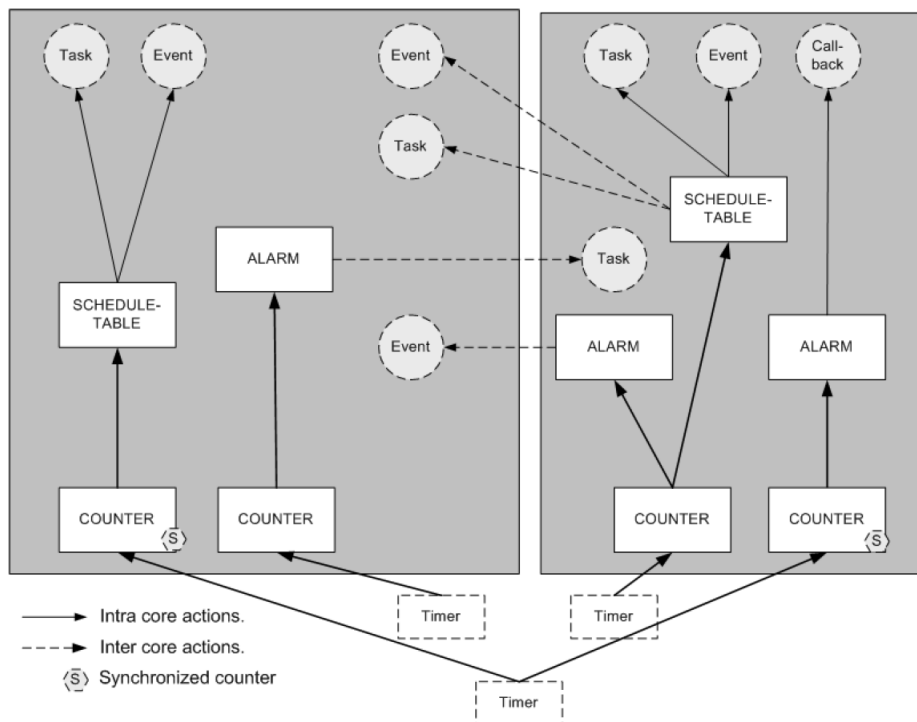 Task
Event
Event
Task
Event
Call-
back
Task
SCHEDULE-
TABLE
ALARM
Task
SCHEDULE-
TABLE
Event
ALARM
ALARM
COUNTER
S
COUNTER
COUNTER
COUNTER
S
Timer
Timer
Intra core actions.
Inter core actions.
S
Synchronized counter
Timer